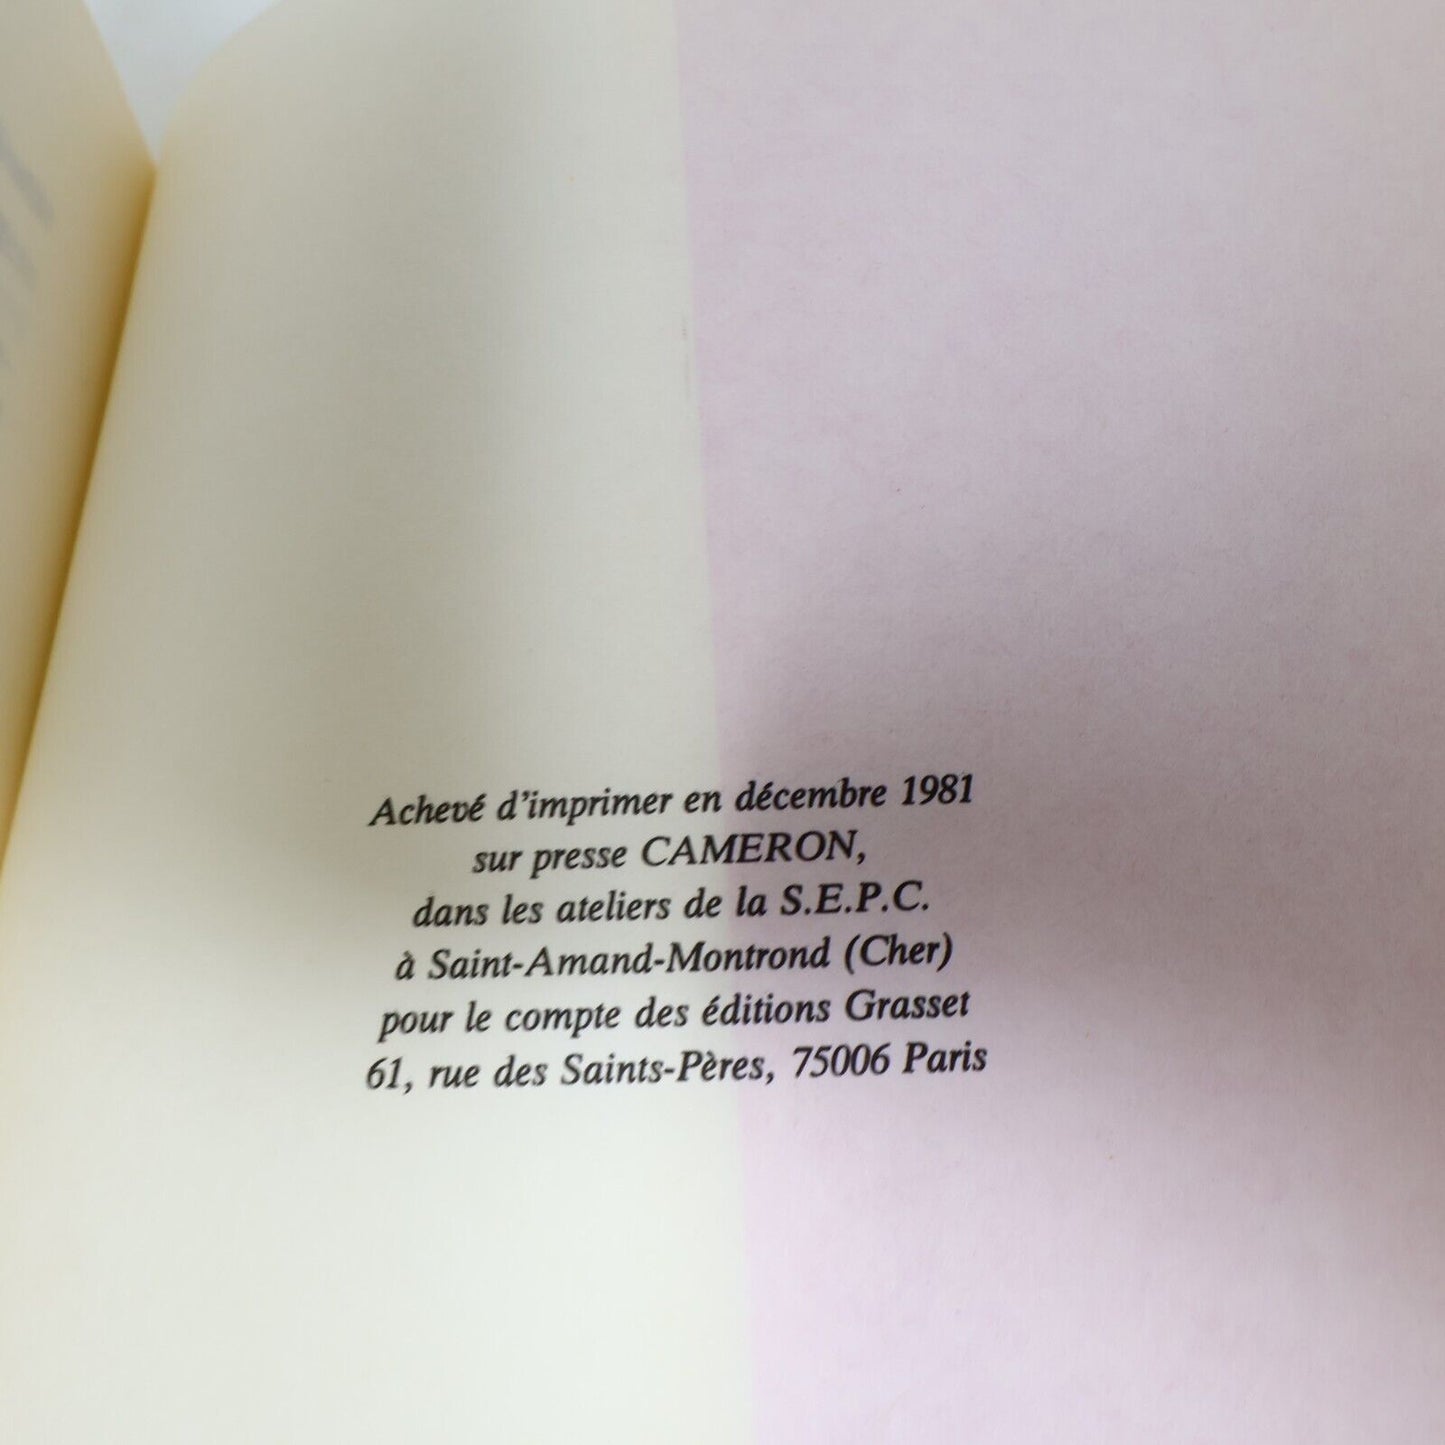 Achevé d'imprimer en décembre 1981
sur presse CAMERON,
dans les ateliers de la S.E.P.C.
à Saint-Amand-Montrond (Cher)
pour le compte des éditions Grasset
61, rue des Saints-Pères, 75006 Paris